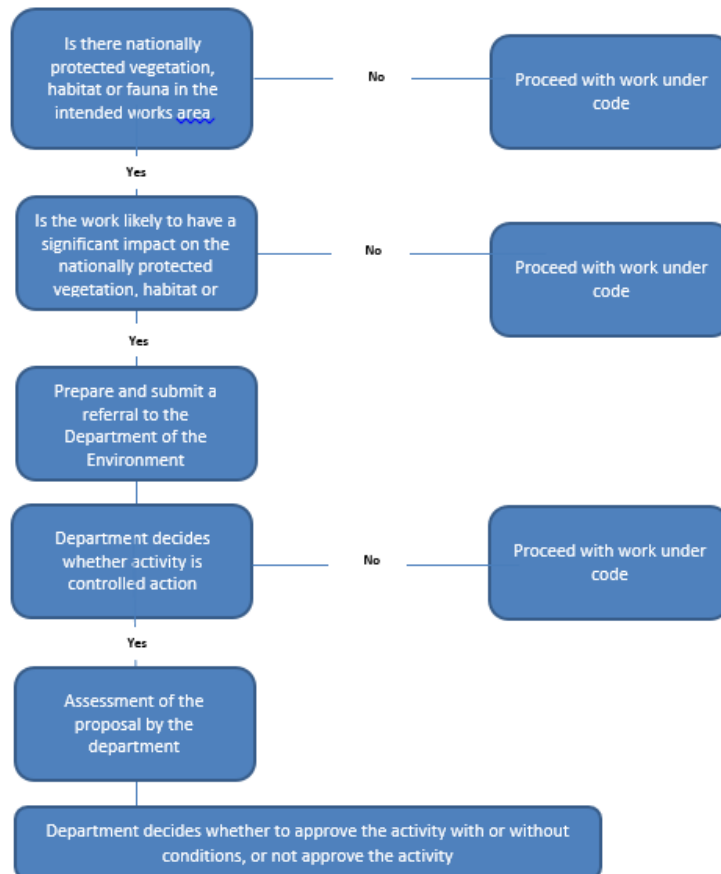 Is there nationally
protected vegetation,
habitat or fauna in the
intended works area
No
Proceed with work under
code
Yes
Is the work likely to have a
significant impact on the
nationally protected
vegetation, habitat or
No
Proceed with work under
code
Yes
Prepare and submit a
referral to the
Department of the
Environment
Department decides
whether activity is
controlled action
No
Proceed with work under
code
Yes
Assessment of the
proposal by the
department
Department decides whether to approve the activity with or without
conditions, or not approve the activity